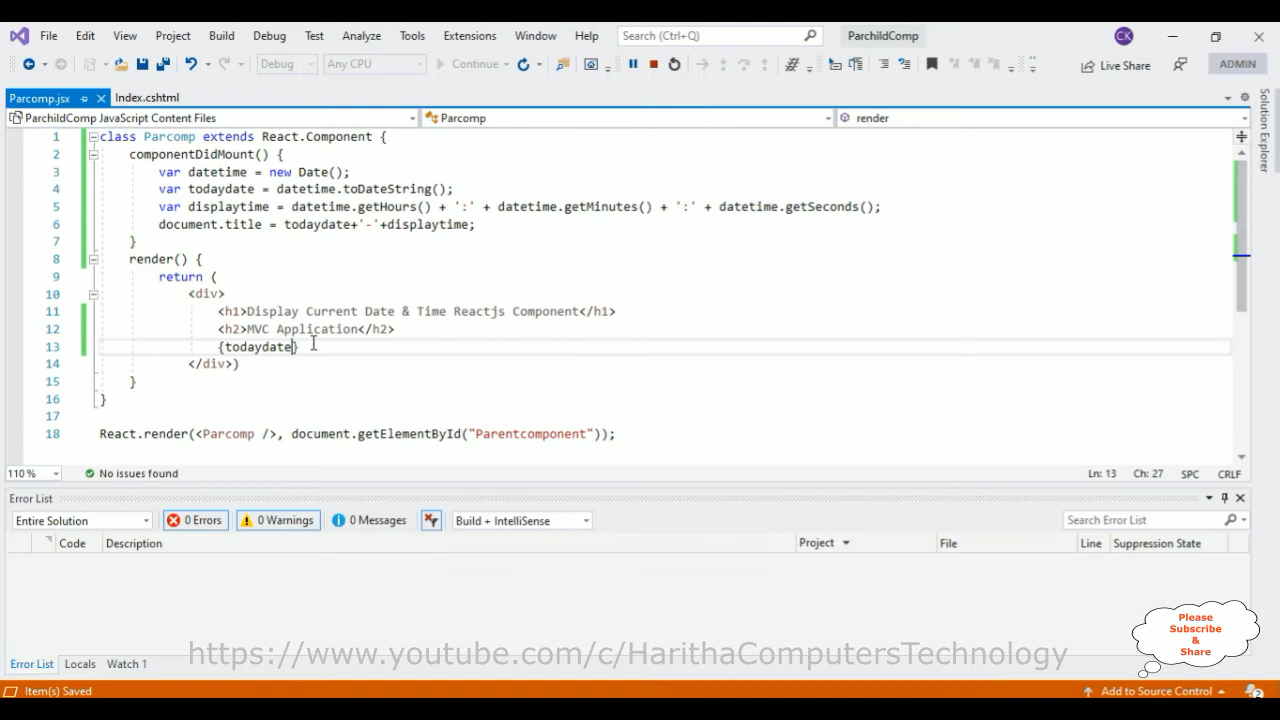 File Edit View Project Build Debug Test Analyze Tools Extensions Window Help Search (Ctrl+Q) ParchildComp CK
Debug Any CPU Continue Live Share ADMIN
Parcomp.jsx Index.cshtml
ParchildComp JavaScript Content Files Parcomp render
Solution Explorer
1 class Parcomp extends React.Component {
2 componentDidMount() {
3 var datetime = new Date();
4 var todaydate = datetime.toDateString();
5 var displaytime = datetime.getHours() + ':' + datetime.getMinutes() + ':' + datetime.getSeconds();
6 document.title = todaydate+'-'+displaytime;
7 }
8 render() {
9 return (
10 <div>
11 <h1>Display Current Date & Time Reactjs Component</h1>
12 <h2>MVC Application</h2>
13 {todaydate}
14 </div>)
15 }
16 }
17
18 React.render(<Parcomp />, document.getElementById("Parentcomponent"));
110 % No issues found Ln: 13 Ch: 27 SPC CRLF
Error List
Entire Solution 0 Errors 0 Warnings 0 Messages Build + IntelliSense Search Error List
Code Description Project File Line Suppression State
Please
Subscribe
&
Share
https://www.youtube.com/c/HarithaComputersTechnology
Error List Locals Watch 1
Item(s) Saved Add to Source Control 2